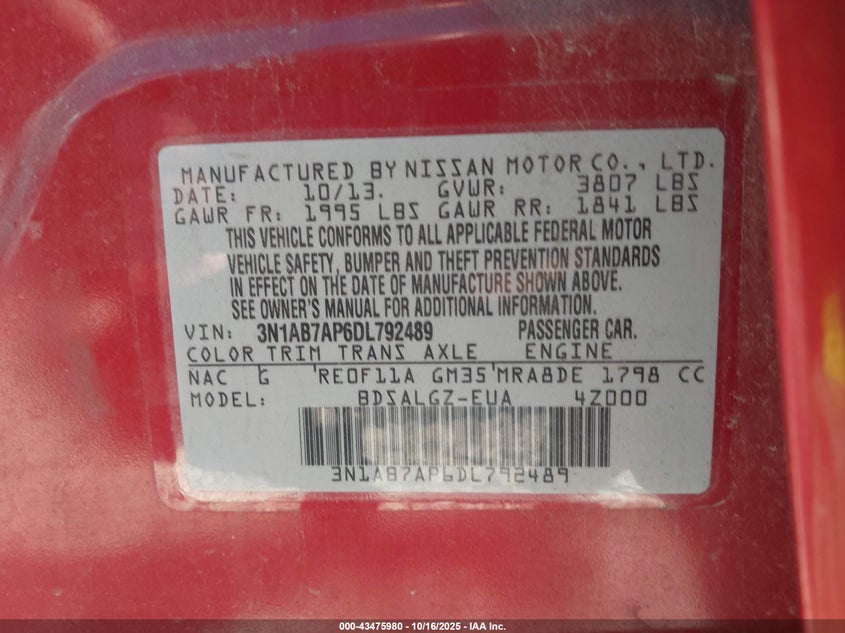 MANUFACTURED BY NISSAN MOTOR CO., LTD.
DATE: 10/13. GVWR: 3807 LBS
GAWR FR: 1995 LBS GAWR RR: 1841 LBS
THIS VEHICLE CONFORMS TO ALL APPLICABLE FEDERAL MOTOR
VEHICLE SAFETY, BUMPER AND THEFT PREVENTION STANDARDS
IN EFFECT ON THE DATE OF MANUFACTURE SHOWN ABOVE.
SEE OWNER'S MANUAL FOR ADDITIONAL INFORMATION.
VIN: 3N1AB7AP6DL792489 PASSENGER CAR.
COLOR TRIM TRANS AXLE ENGINE
NAC G RE0F11A GM35 MRA8DE 1798 CC
MODEL: BDSALGZ-EUA 4Z000
3N1AB7AP6DL792489
000-43475980 - 10/16/2025 - IAA Inc.